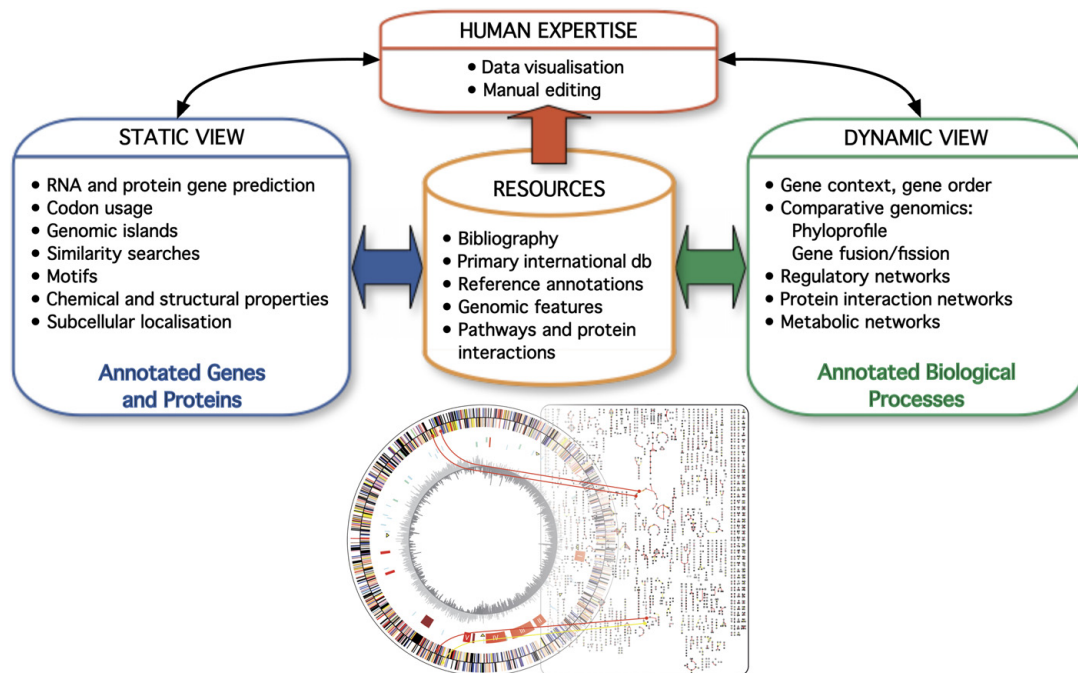 HUMAN EXPERTISE
• Data visualisation
• Manual editing
STATIC VIEW
• RNA and protein gene prediction
• Codon usage
• Genomic islands
• Similarity searches
• Motifs
• Chemical and structural properties
• Subcellular localisation
Annotated Genes
and Proteins
RESOURCES
• Bibliography
• Primary international db
• Reference annotations
• Genomic features
• Pathways and protein
interactions
DYNAMIC VIEW
• Gene context, gene order
• Comparative genomics:
Phyloprofile
Gene fusion/fission
• Regulatory networks
• Protein interaction networks
• Metabolic networks
Annotated Biological
Processes